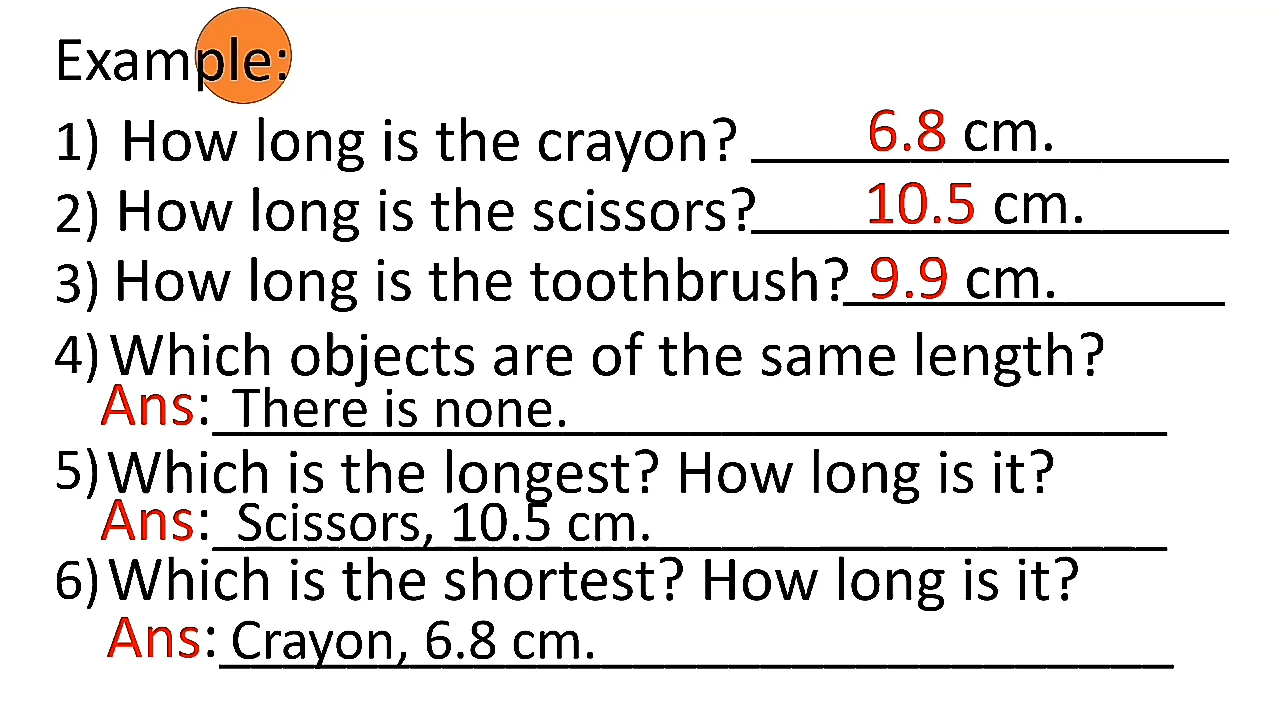 Example:
1) How long is the crayon? 6.8 cm.
2) How long is the scissors? 10.5 cm.
3) How long is the toothbrush? 9.9 cm.
4) Which objects are of the same length?
Ans: There is none.
5) Which is the longest? How long is it?
Ans: Scissors, 10.5 cm.
6) Which is the shortest? How long is it?
Ans: Crayon, 6.8 cm.